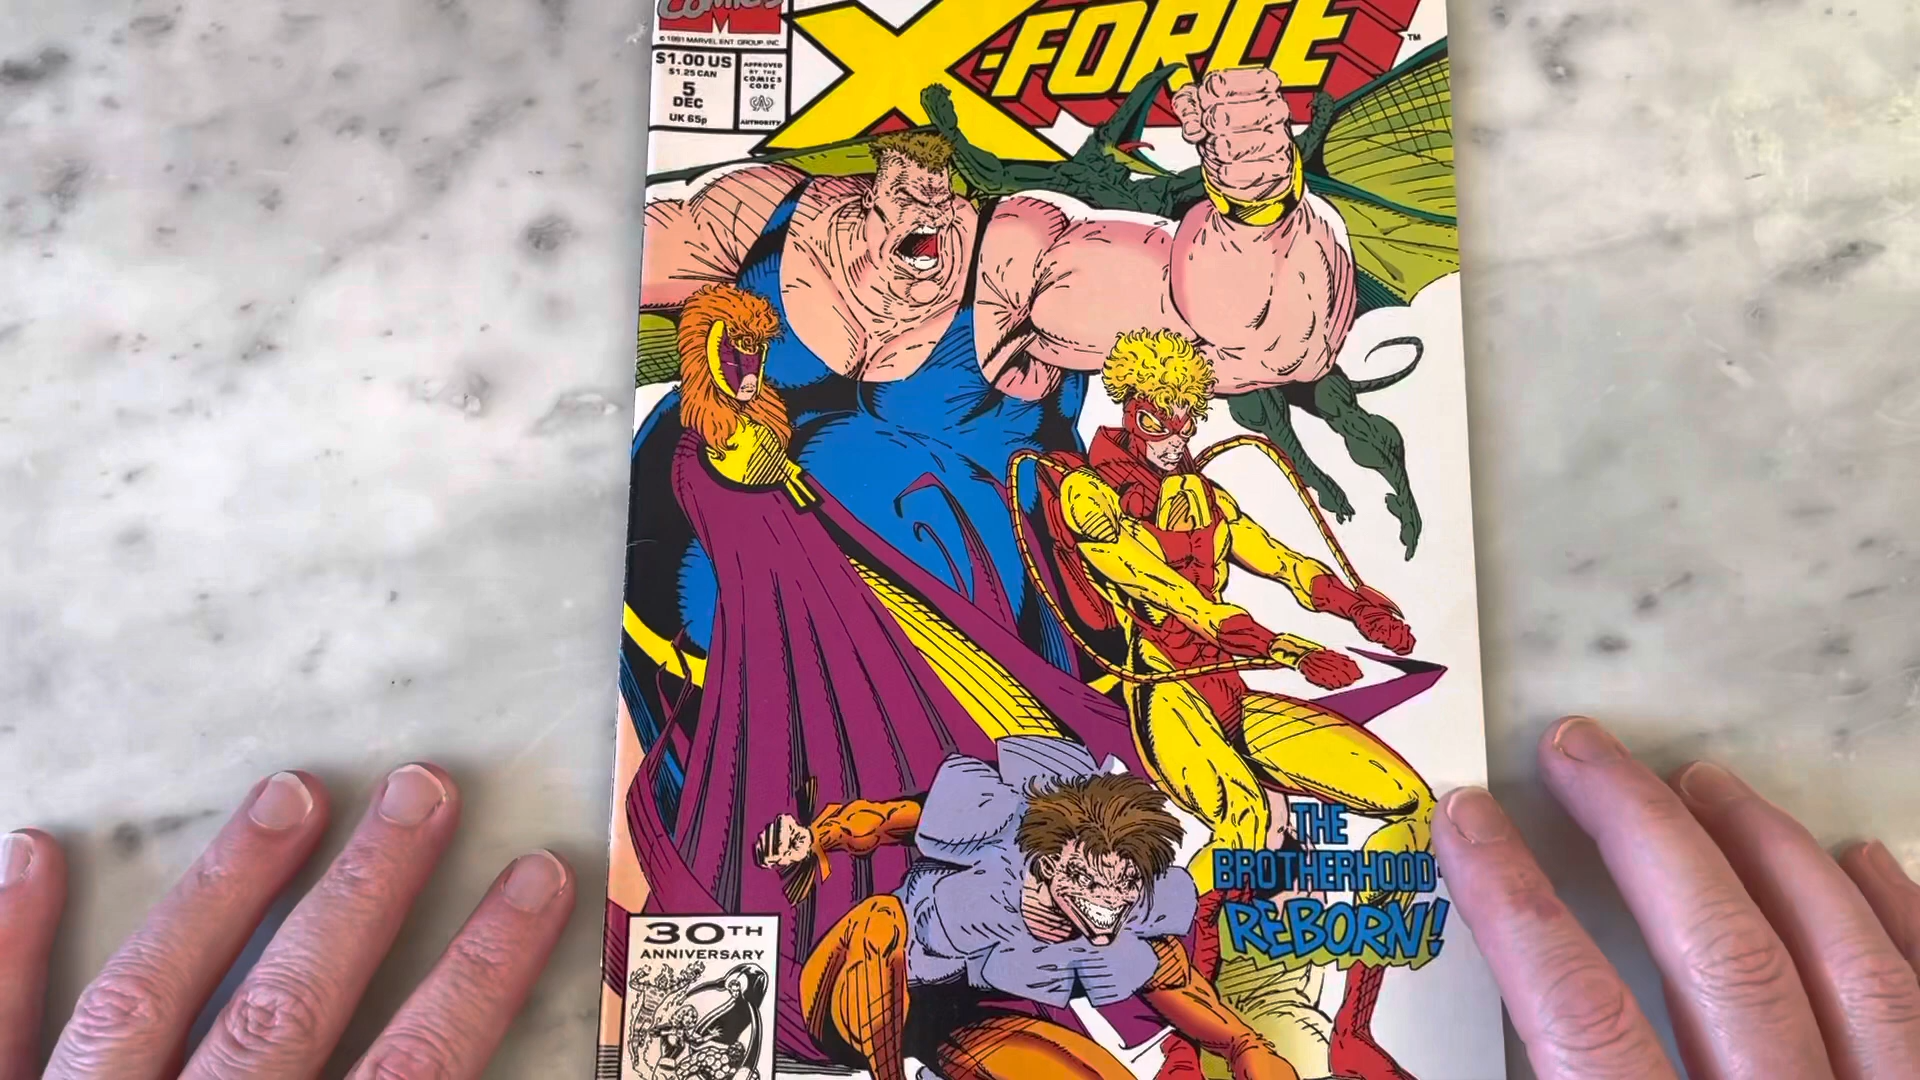 COMICS
© 1991 MARVEL ENT. GROUP, INC.
$1.00 US
$1.25 CAN
5
DEC
UK 65p
APPROVED
BY THE
COMICS
CODE
AUTHORITY
X-FORCE
TM
THE
BROTHERHOOD
REBORN!
30TH
ANNIVERSARY